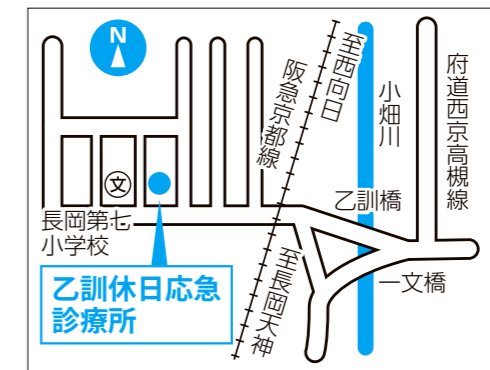 N
至西向日
阪急京都線
小畑川
府道西京高槻線
文
乙訓橋
長岡第七
小学校
至長岡天神
一文橋
乙訓休日応急
診療所